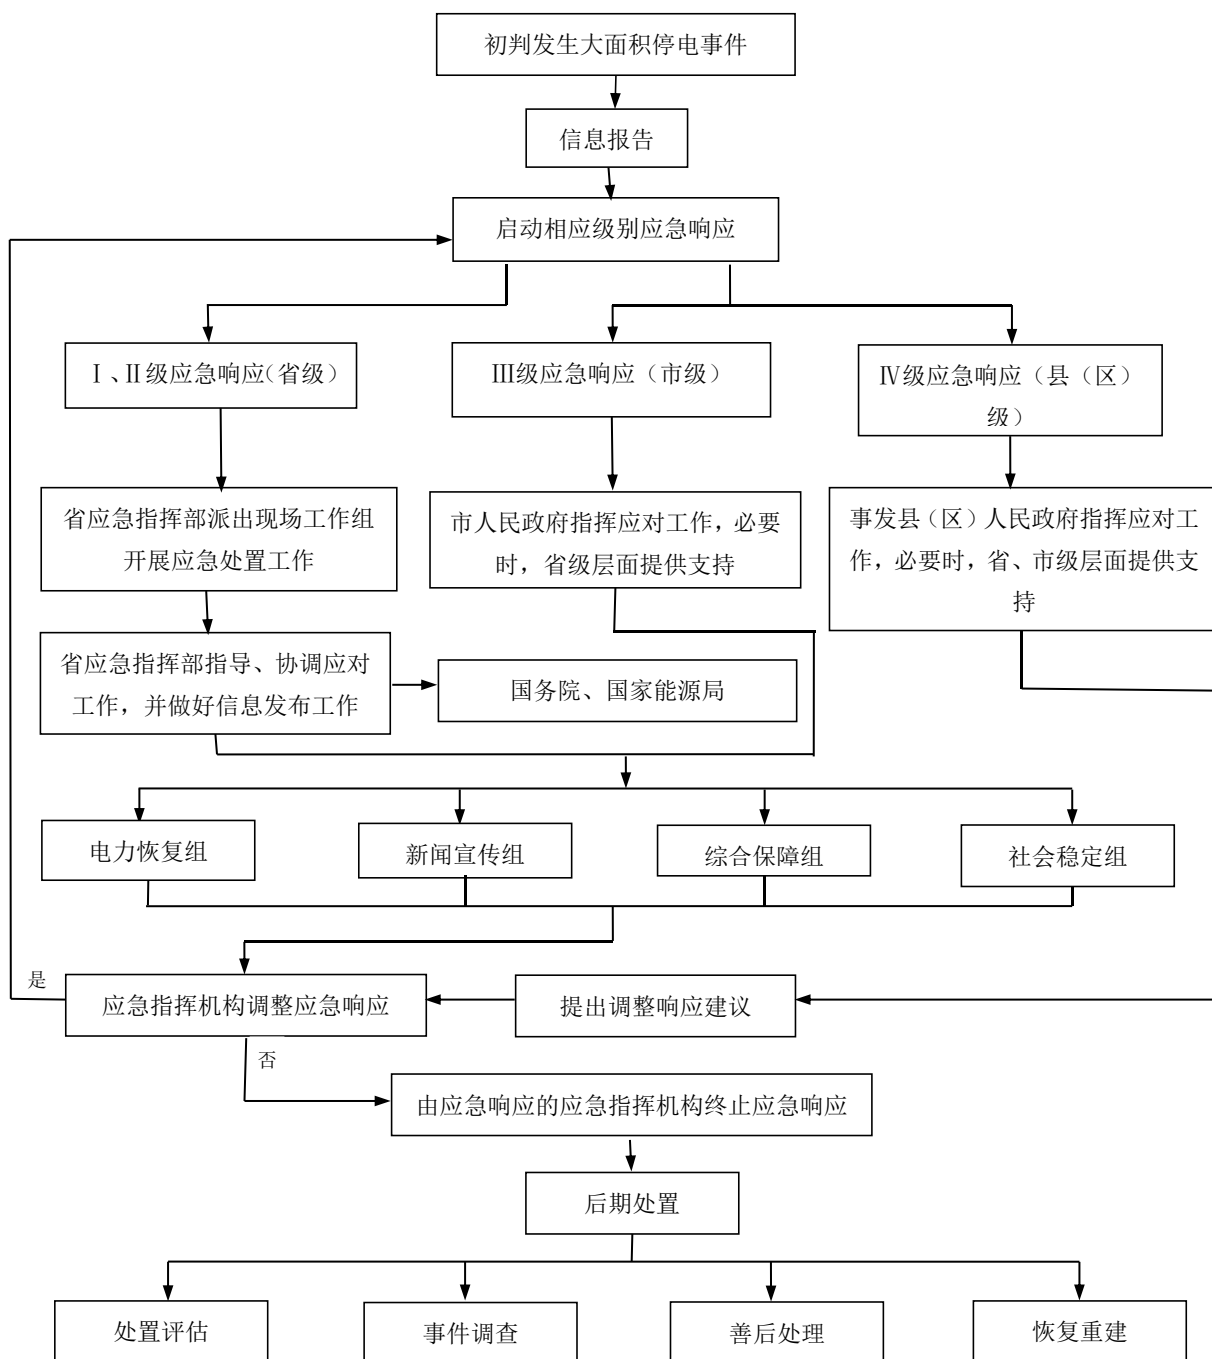 初判发生大面积停电事件
信息报告
启动相应级别应急响应
Ⅰ、Ⅱ级应急响应(省级)
Ⅲ级应急响应（市级）
Ⅳ级应急响应（县（区）
级）
省应急指挥部派出现场工作组
开展应急处置工作
市人民政府指挥应对工作，必要
时，省级层面提供支持
事发县（区）人民政府指挥应对工
作，必要时，省、市级层面提供支
持
省应急指挥部指导、协调应对
工作，并做好信息发布工作
国务院、国家能源局
电力恢复组
新闻宣传组
综合保障组
社会稳定组
是
应急指挥机构调整应急响应
提出调整响应建议
否
由应急响应的应急指挥机构终止应急响应
后期处置
处置评估
事件调查
善后处理
恢复重建